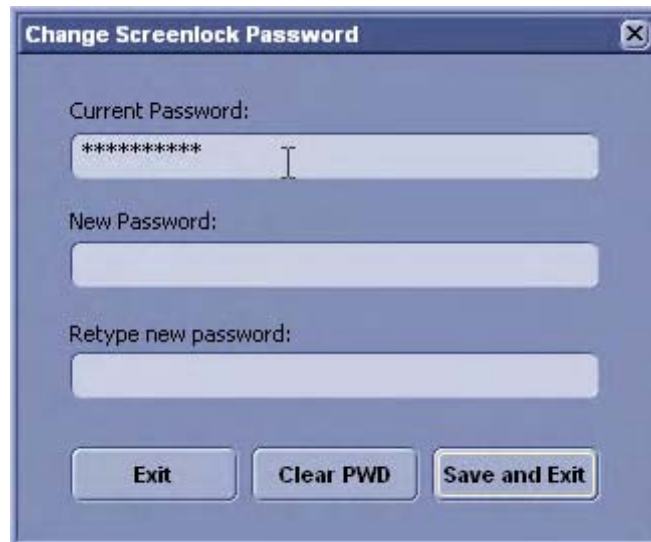 Change Screenlock Password
Current Password:
**********
New Password:
Retype new password:
Exit
Clear PWD
Save and Exit